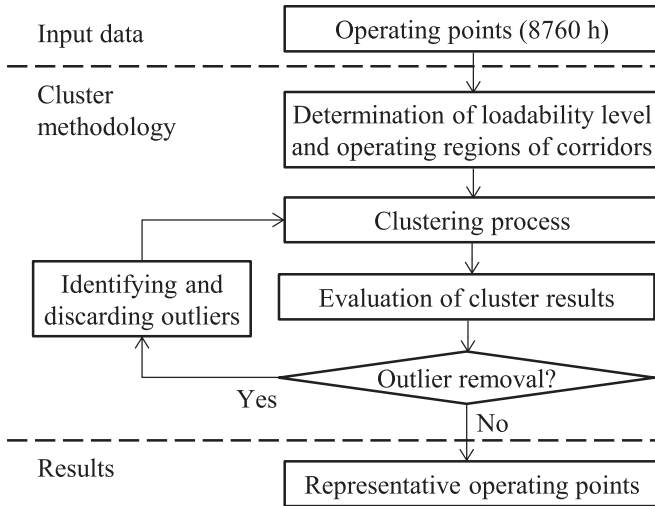 Input data
Operating points (8760 h)
Cluster
methodology
Determination of loadability level
and operating regions of corridors
Clustering process
Identifying and
discarding outliers
Evaluation of cluster results
Outlier removal?
Yes
No
Results
Representative operating points